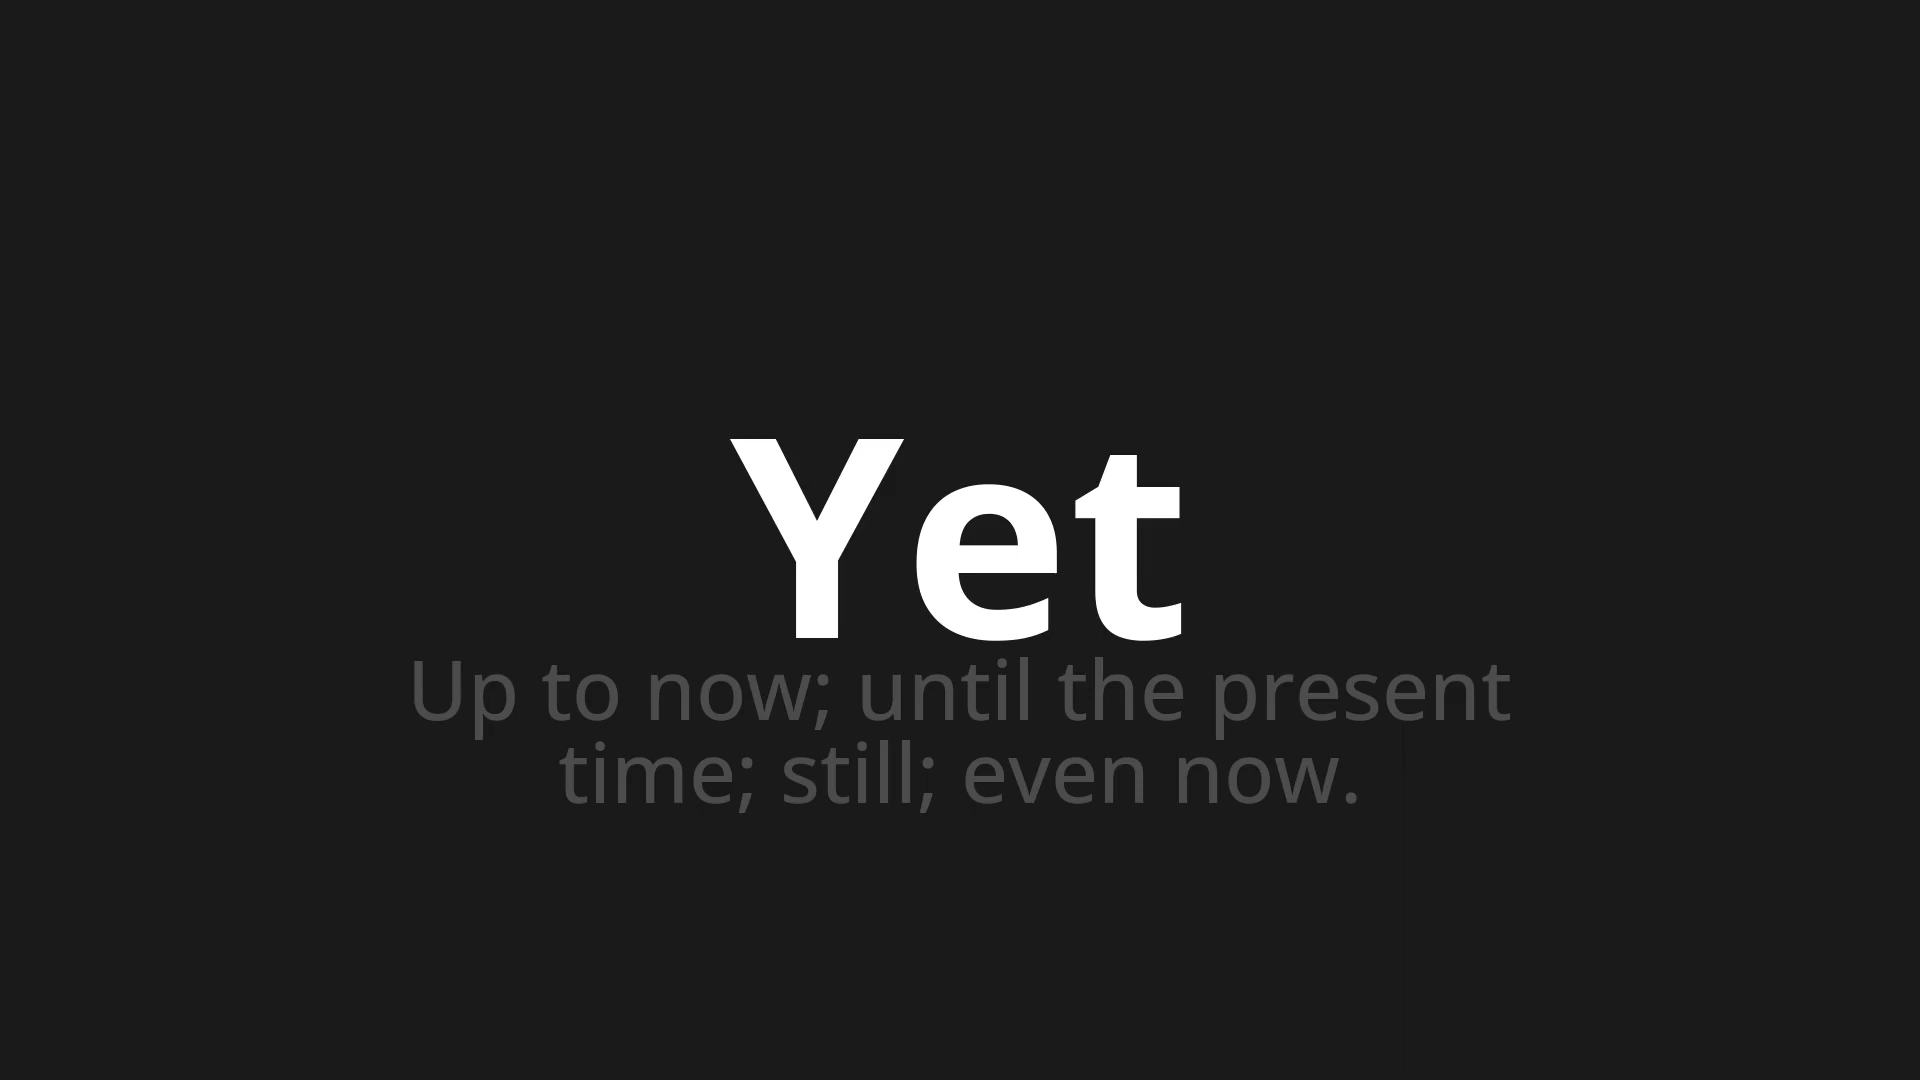 Yet
Up to now; until the present
time; still; even now.